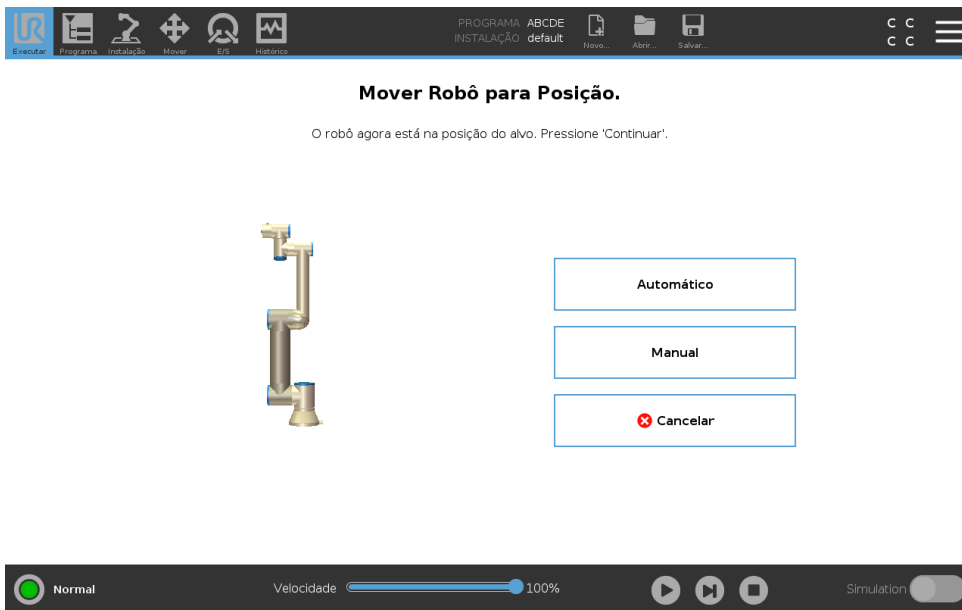 UR
PROGRAMA ABCDE
INSTALAÇÃO default
C C
C C
Executar Programa Instalação Mover E/S Histórico Novo... Abrir... Salvar...
Mover Robô para Posição.
O robô agora está na posição do alvo. Pressione 'Continuar'.
Automático
Manual
Cancelar
Normal Velocidade 100% Simulation